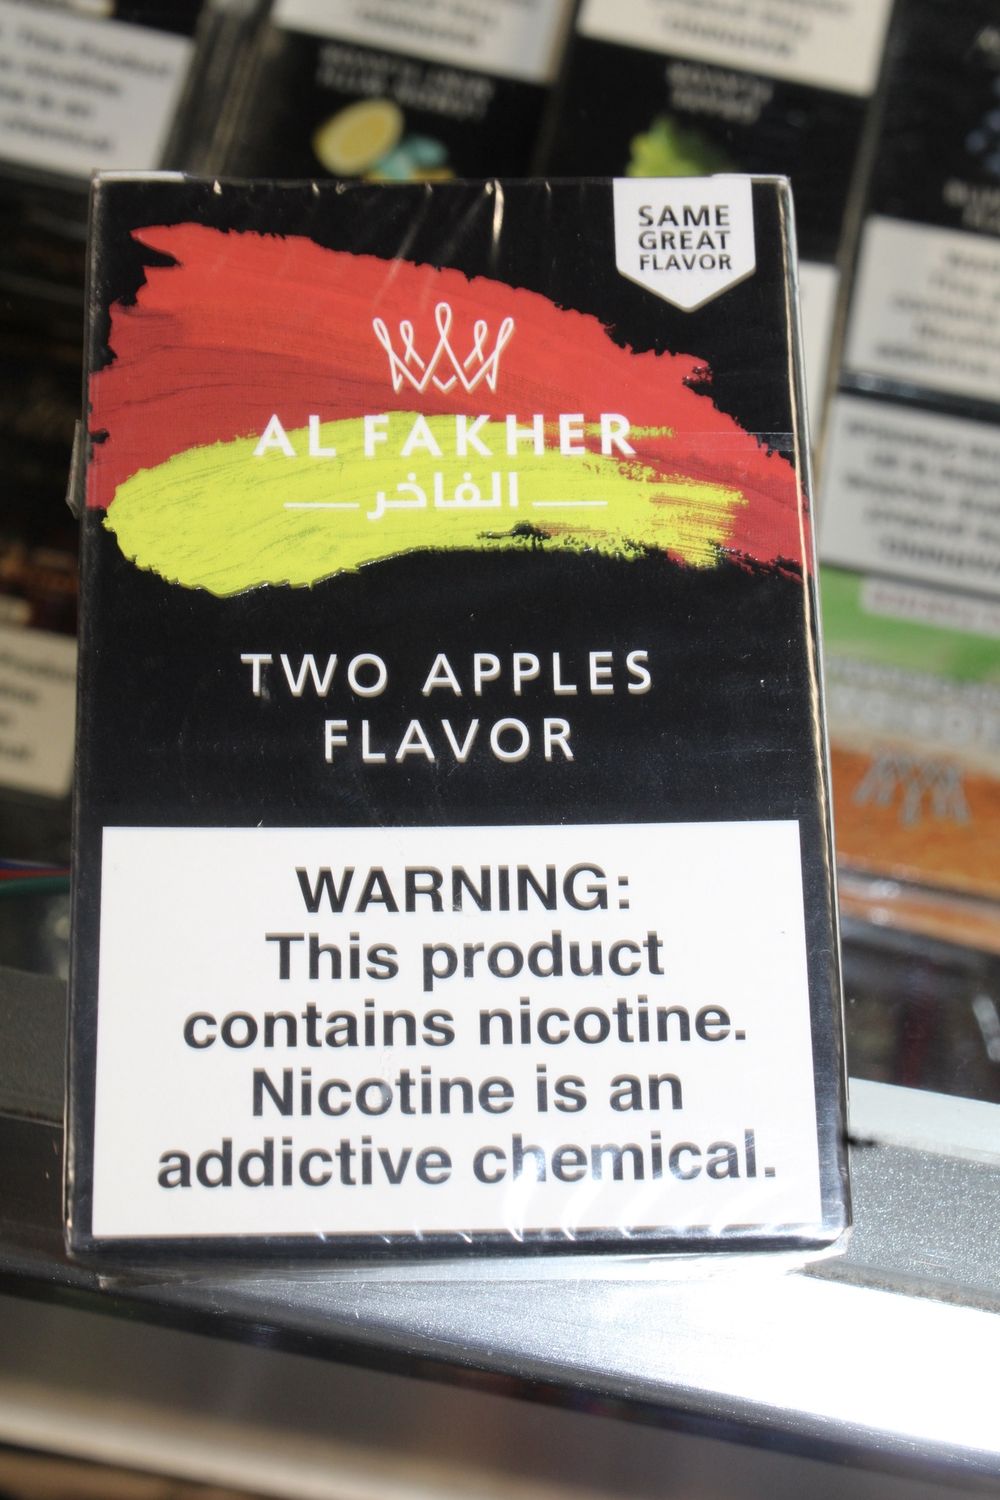 SAME
GREAT
FLAVOR
AL FAKHER
الفاخر
TWO APPLES
FLAVOR
WARNING:
This product
contains nicotine.
Nicotine is an
addictive chemical.